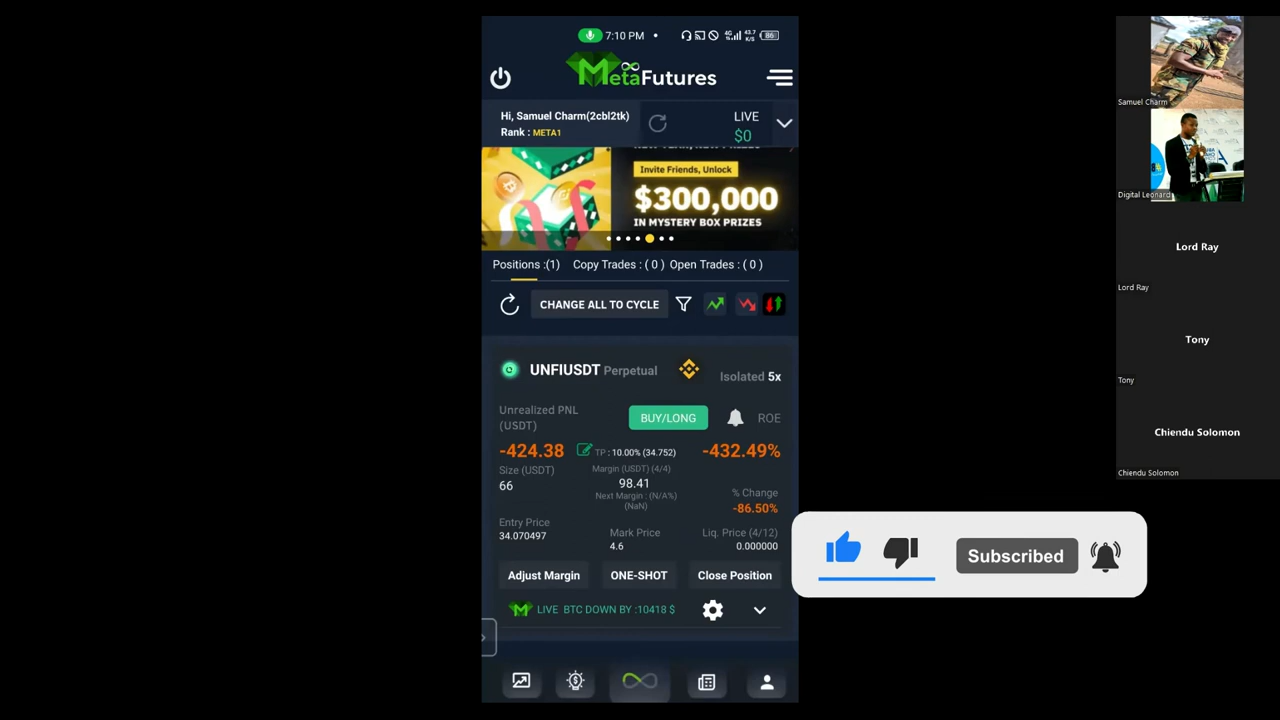 7:10 PM
4G
43.7
K/S
86
MetaFutures
Hi, Samuel Charm(2cbl2tk)
Rank : META1
LIVE
$0
Invite Friends, Unlock
$300,000
IN MYSTERY BOX PRIZES
Positions :(1) Copy Trades : ( 0 ) Open Trades : ( 0 )
CHANGE ALL TO CYCLE
UNFIUSDT Perpetual
Isolated 5x
Unrealized PNL
(USDT)
BUY/LONG
ROE
-424.38
TP : 10.00% (34.752)
-432.49%
Size (USDT)
66
Margin (USDT) (4/4)
98.41
Next Margin : (N/A%)
(NaN)
% Change
-86.50%
Entry Price
34.070497
Mark Price
4.6
Liq. Price (4/12)
0.000000
Adjust Margin
ONE-SHOT
Close Position
LIVE BTC DOWN BY :10418 $
Subscribed
Samuel Charm
Digital Leonard
Lord Ray
Lord Ray
Tony
Tony
Chiendu Solomon
Chiendu Solomon